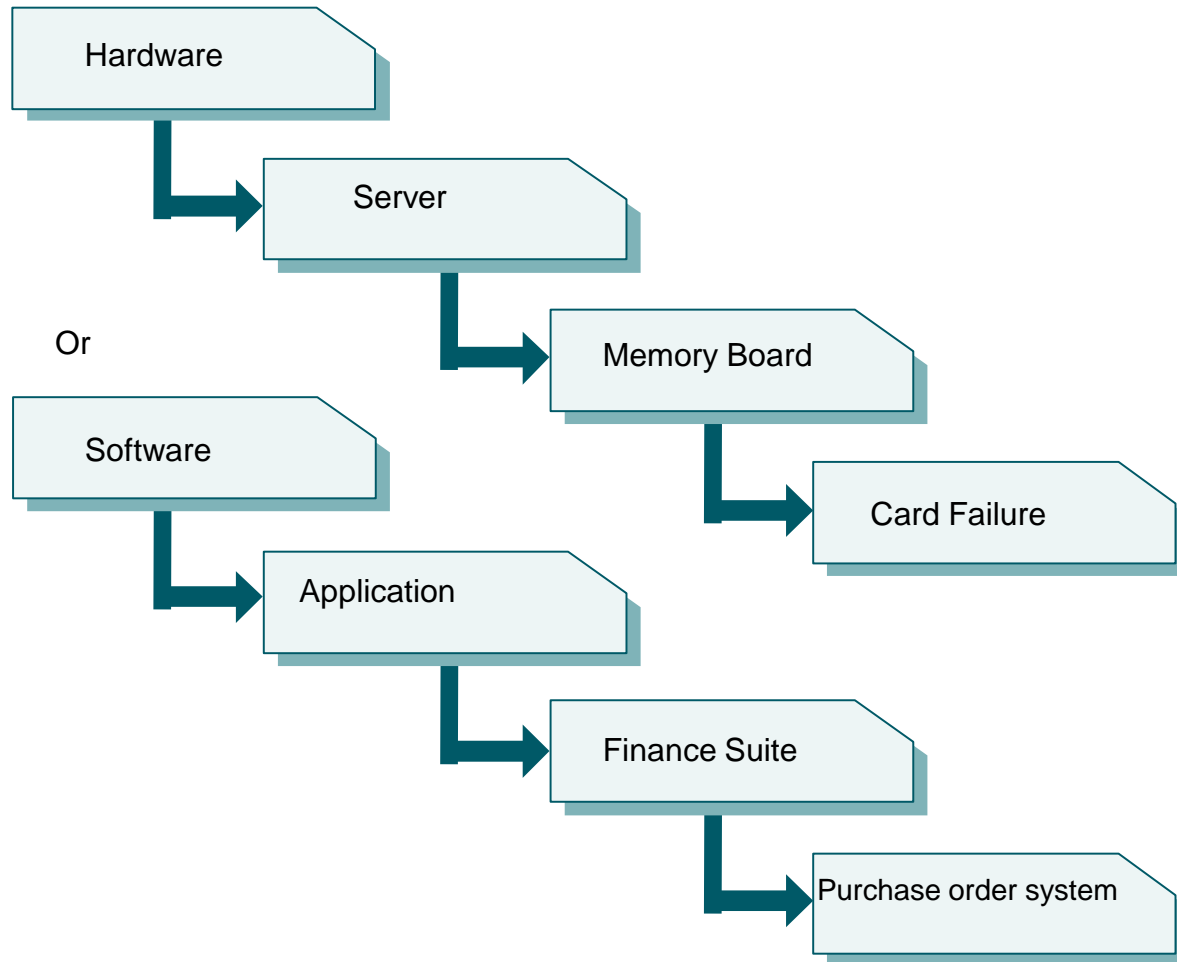 Hardware
Server
Memory Board
Card Failure
Or
Software
Application
Finance Suite
Purchase order system